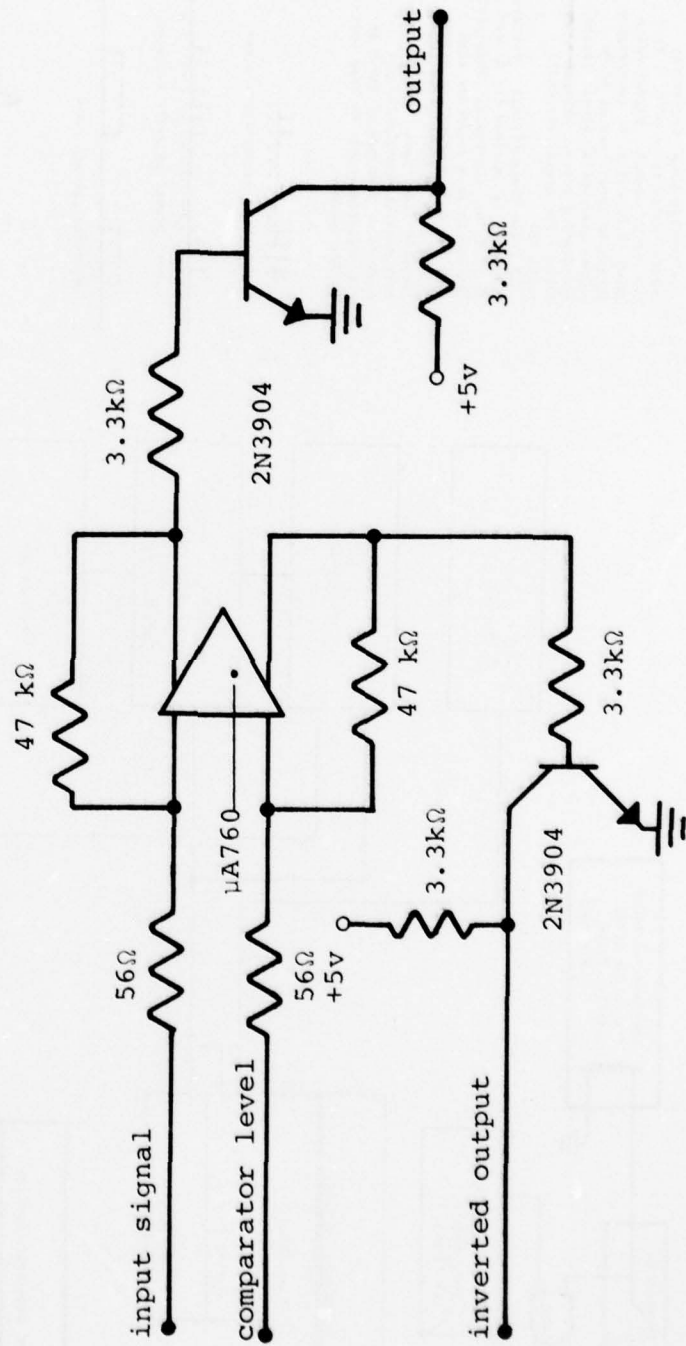 47 kΩ
56Ω
input signal
3.3kΩ
output
2N3904
µA760
comparator level
56Ω
+5v
47 kΩ
3.3kΩ
+5v
3.3kΩ
3.3kΩ
inverted output
2N3904